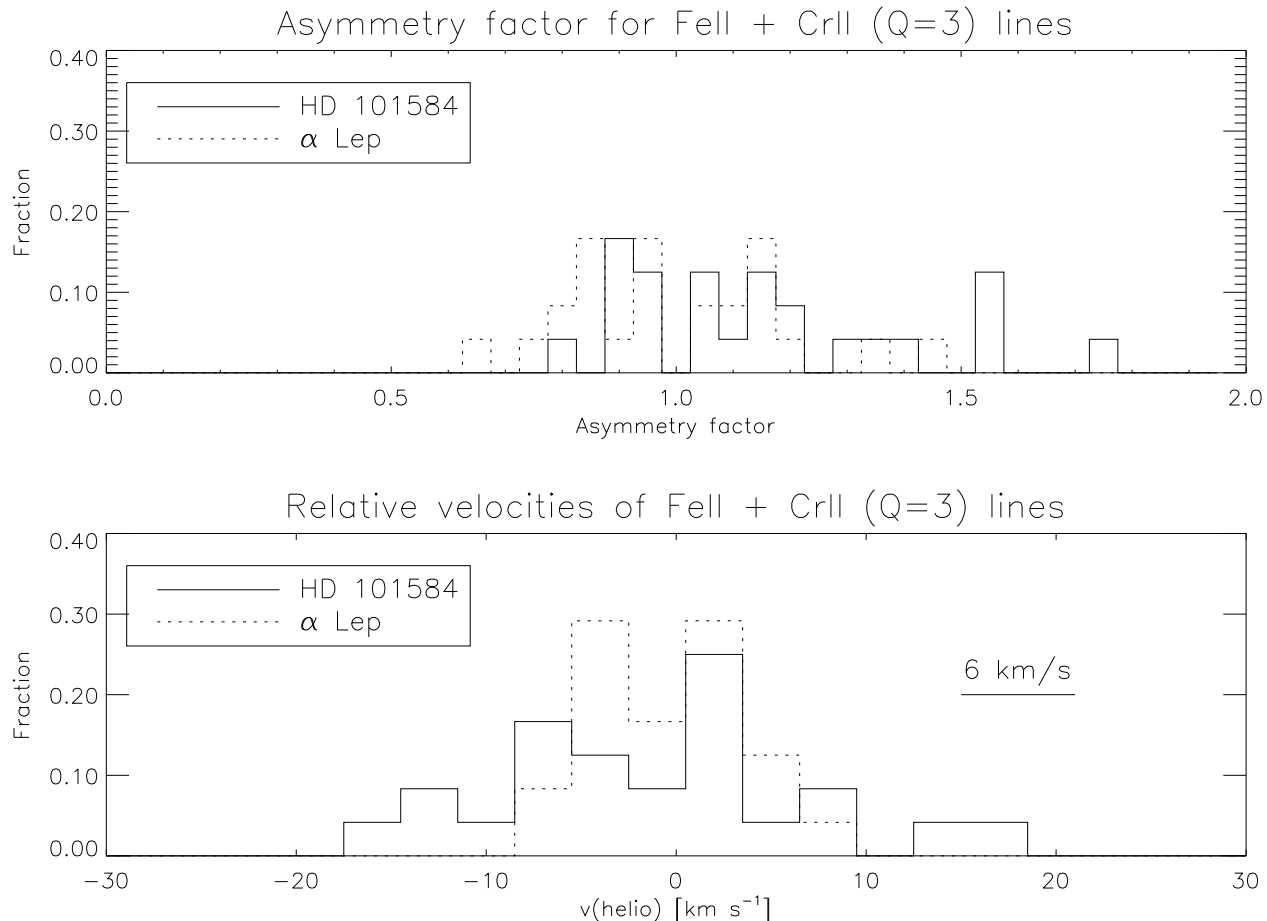 Asymmetry factor for FeII + CrII (Q=3) lines
0.40
0.30
0.20
0.10
0.00
Fraction
HD 101584
α Lep
0.0 0.5 1.0 1.5 2.0
Asymmetry factor
Relative velocities of FeII + CrII (Q=3) lines
0.40
0.30
0.20
0.10
0.00
Fraction
HD 101584
α Lep
6 km/s
−30 −20 −10 0 10 20 30
v(helio) [km s⁻¹]